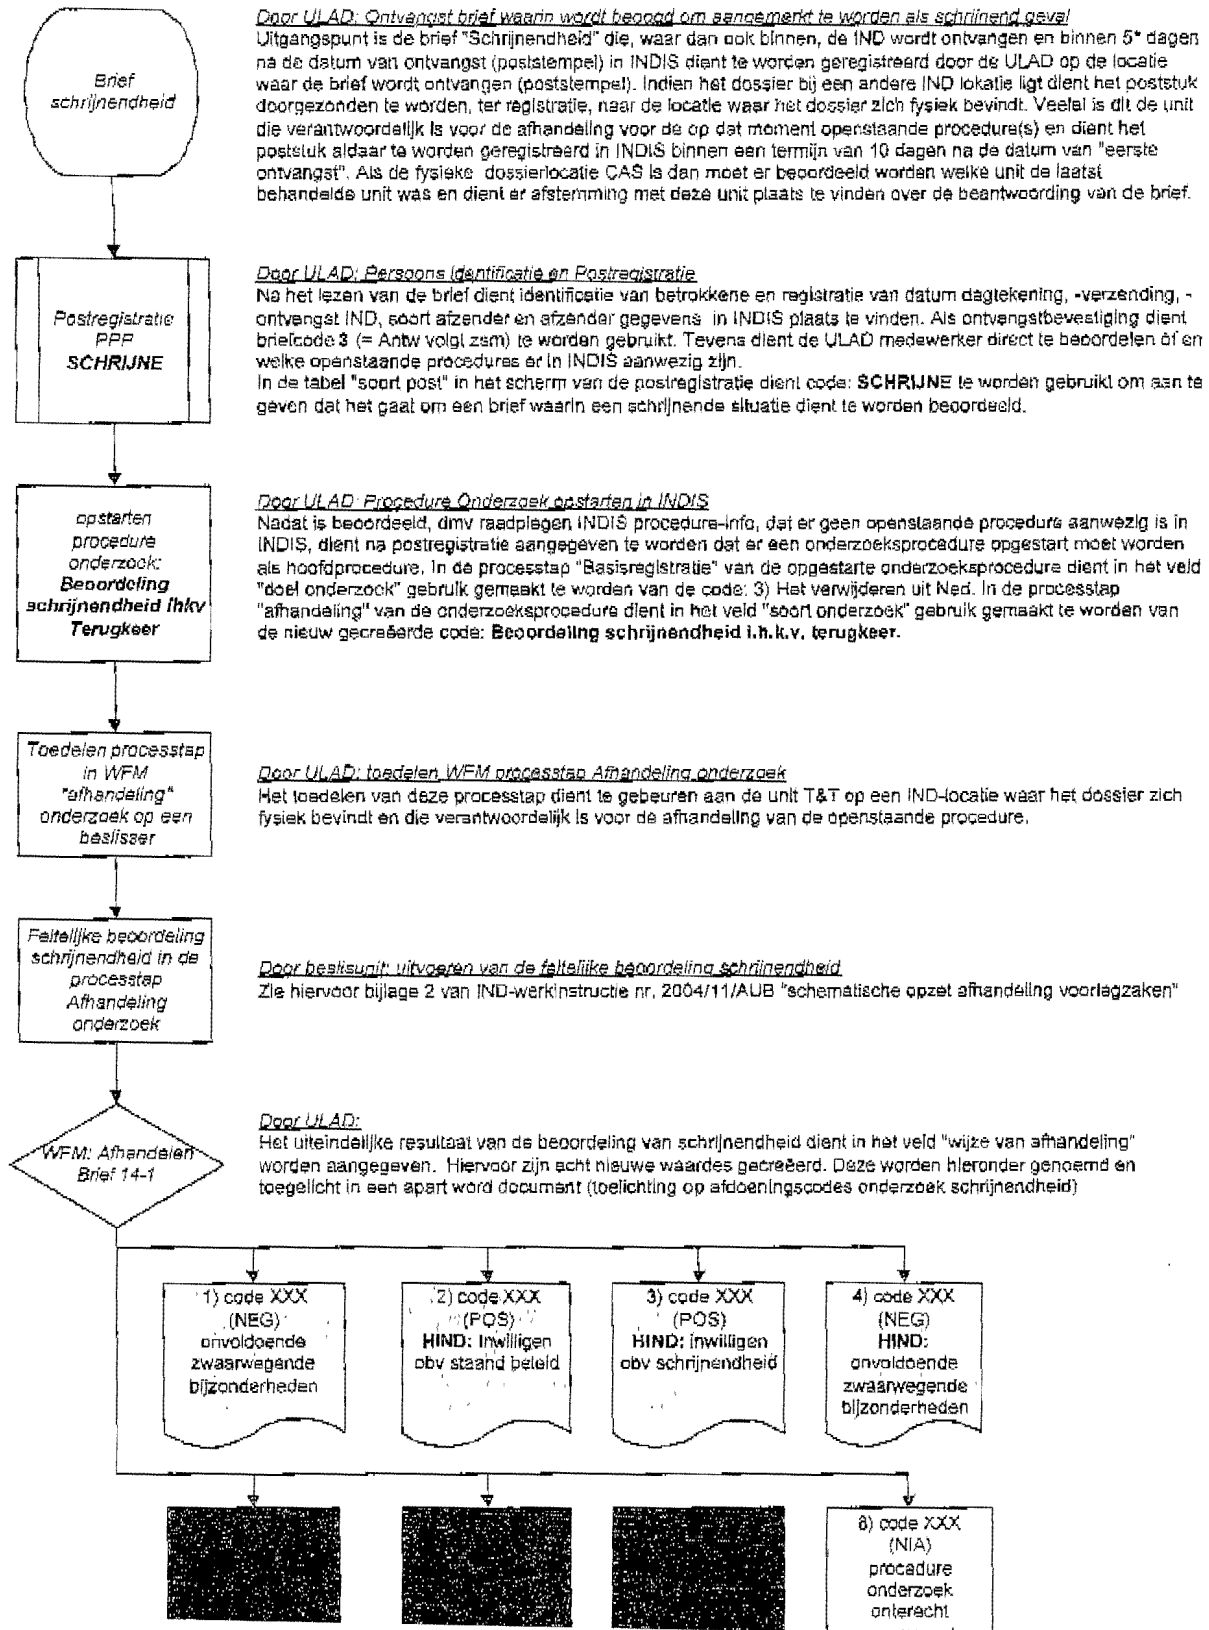 Brief
schrijnendheid
Door ULAD: Ontvangst brief waarin wordt beoogd om aangemerkt te worden als schrijnend geval
Uitgangspunt is de brief "Schrijnendheid" die, waar dan ook binnen, de IND wordt ontvangen en binnen 5* dagen
na de datum van ontvangst (poststempel) in INDIS dient te worden geregistreerd door de ULAD op de locatie
waar de brief wordt ontvangen (poststempel). Indien het dossier bij een andere IND lokatie ligt dient het poststuk
doorgezonden te worden, ter registratie, naar de locatie waar het dossier zich fysiek bevindt. Veelal is dit de unit
die verantwoordelijk is voor de afhandeling voor de op dat moment openstaande procedure(s) en dient het
poststuk aldaar te worden geregistreerd in INDIS binnen een termijn van 10 dagen na de datum van "eerste
ontvangst". Als de fysieke dossierlocatie CAS is dan moet er beoordeeld worden welke unit de laatst
behandelde unit was en dient er afstemming met deze unit plaats te vinden over de beantwoording van de brief.
Postregistratie
PPP
SCHRIJNE
Door ULAD: Persoons Identificatie en Postregistratie
Na het lezen van de brief dient identificatie van betrokkene en registratie van datum dagtekening, -verzending, -
ontvangst IND, soort afzender en afzender gegevens in INDIS plaats te vinden. Als ontvangstbevestiging dient
briefcode 3 (= Antw volgt zsm) te worden gebruikt. Tevens dient de ULAD medewerker direct te beoordelen óf en
welke openstaande procedures er in INDIS aanwezig zijn.
In de tabel "soort post" in het scherm van de postregistratie dient code: SCHRIJNE te worden gebruikt om aan te
geven dat het gaat om een brief waarin een schrijnende situatie dient te worden beoordeeld.
opstarten
procedure
onderzoek:
Beoordeling
schrijnendheid ihkv
Terugkeer
Door ULAD: Procedure Onderzoek opstarten in INDIS
Nadat is beoordeeld, dmv raadplegen INDIS procedure-info, dat er geen openstaande procedure aanwezig is in
INDIS, dient na postregistratie aangegeven te worden dat er een onderzoeksprocedure opgestart moet worden
als hoofdprocedure. In de processtap "Basisregistratie" van de opgestarte onderzoeksprocedure dient in het veld
"doel onderzoek" gebruik gemaakt te worden van de code: 3) Het verwijderen uit Ned. In de processtap
"afhandeling" van de onderzoeksprocedure dient in het veld "soort onderzoek" gebruik gemaakt te worden van
de nieuw gecreëerde code: Beoordeling schrijnendheid i.h.k.v. terugkeer.
Toedelen processtap
in WFM
"afhandeling"
onderzoek op een
beslisser
Door ULAD: toedelen WFM processtap Afhandeling onderzoek
Het toedelen van deze processtap dient te gebeuren aan de unit T&T op een IND-locatie waar het dossier zich
fysiek bevindt en die verantwoordelijk is voor de afhandeling van de openstaande procedure.
Feitelijke beoordeling
schrijnendheid in de
processtap
Afhandeling
onderzoek
Door beslisunit: uitvoeren van de feitelijke beoordeling schrijnendheid
Zie hiervoor bijlage 2 van IND-werkinstructie nr. 2004/11/AUB "schematische opzet afhandeling voorlegzaken"
WFM: Afhandelen
Brief 14-1
Door ULAD:
Het uiteindelijke resultaat van de beoordeling van schrijnendheid dient in het veld "wijze van afhandeling"
worden aangegeven. Hiervoor zijn acht nieuwe waardes gecreëerd. Deze worden hieronder genoemd en
toegelicht in een apart word document (toelichting op afdoeningscodes onderzoek schrijnendheid)
1) code XXX
(NEG)
onvoldoende
zwaarwegende
bijzonderheden
2) code XXX
(POS)
HIND: Inwilligen
obv staand beleid
3) code XXX
(POS)
HIND: inwilligen
obv schrijnendheid
4) code XXX
(NEG)
HIND:
onvoldoende
zwaarwegende
bijzonderheden
8) code XXX
(NIA)
procedure
onderzoek
onterecht